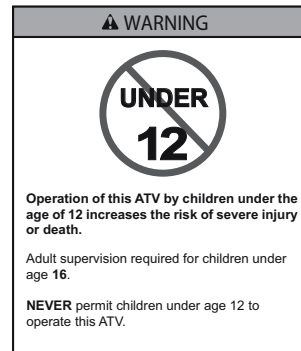 WARNING
UNDER
12
Operation of this ATV by children under the
age of 12 increases the risk of severe injury
or death.
Adult supervision required for children under
age 16.
NEVER permit children under age 12 to
operate this ATV.